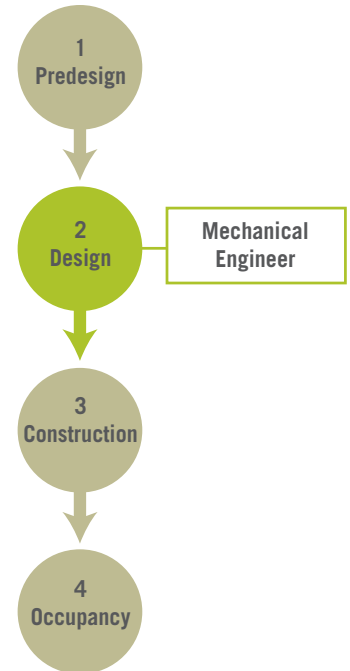 1
Predesign
2
Design
Mechanical
Engineer
3
Construction
4
Occupancy